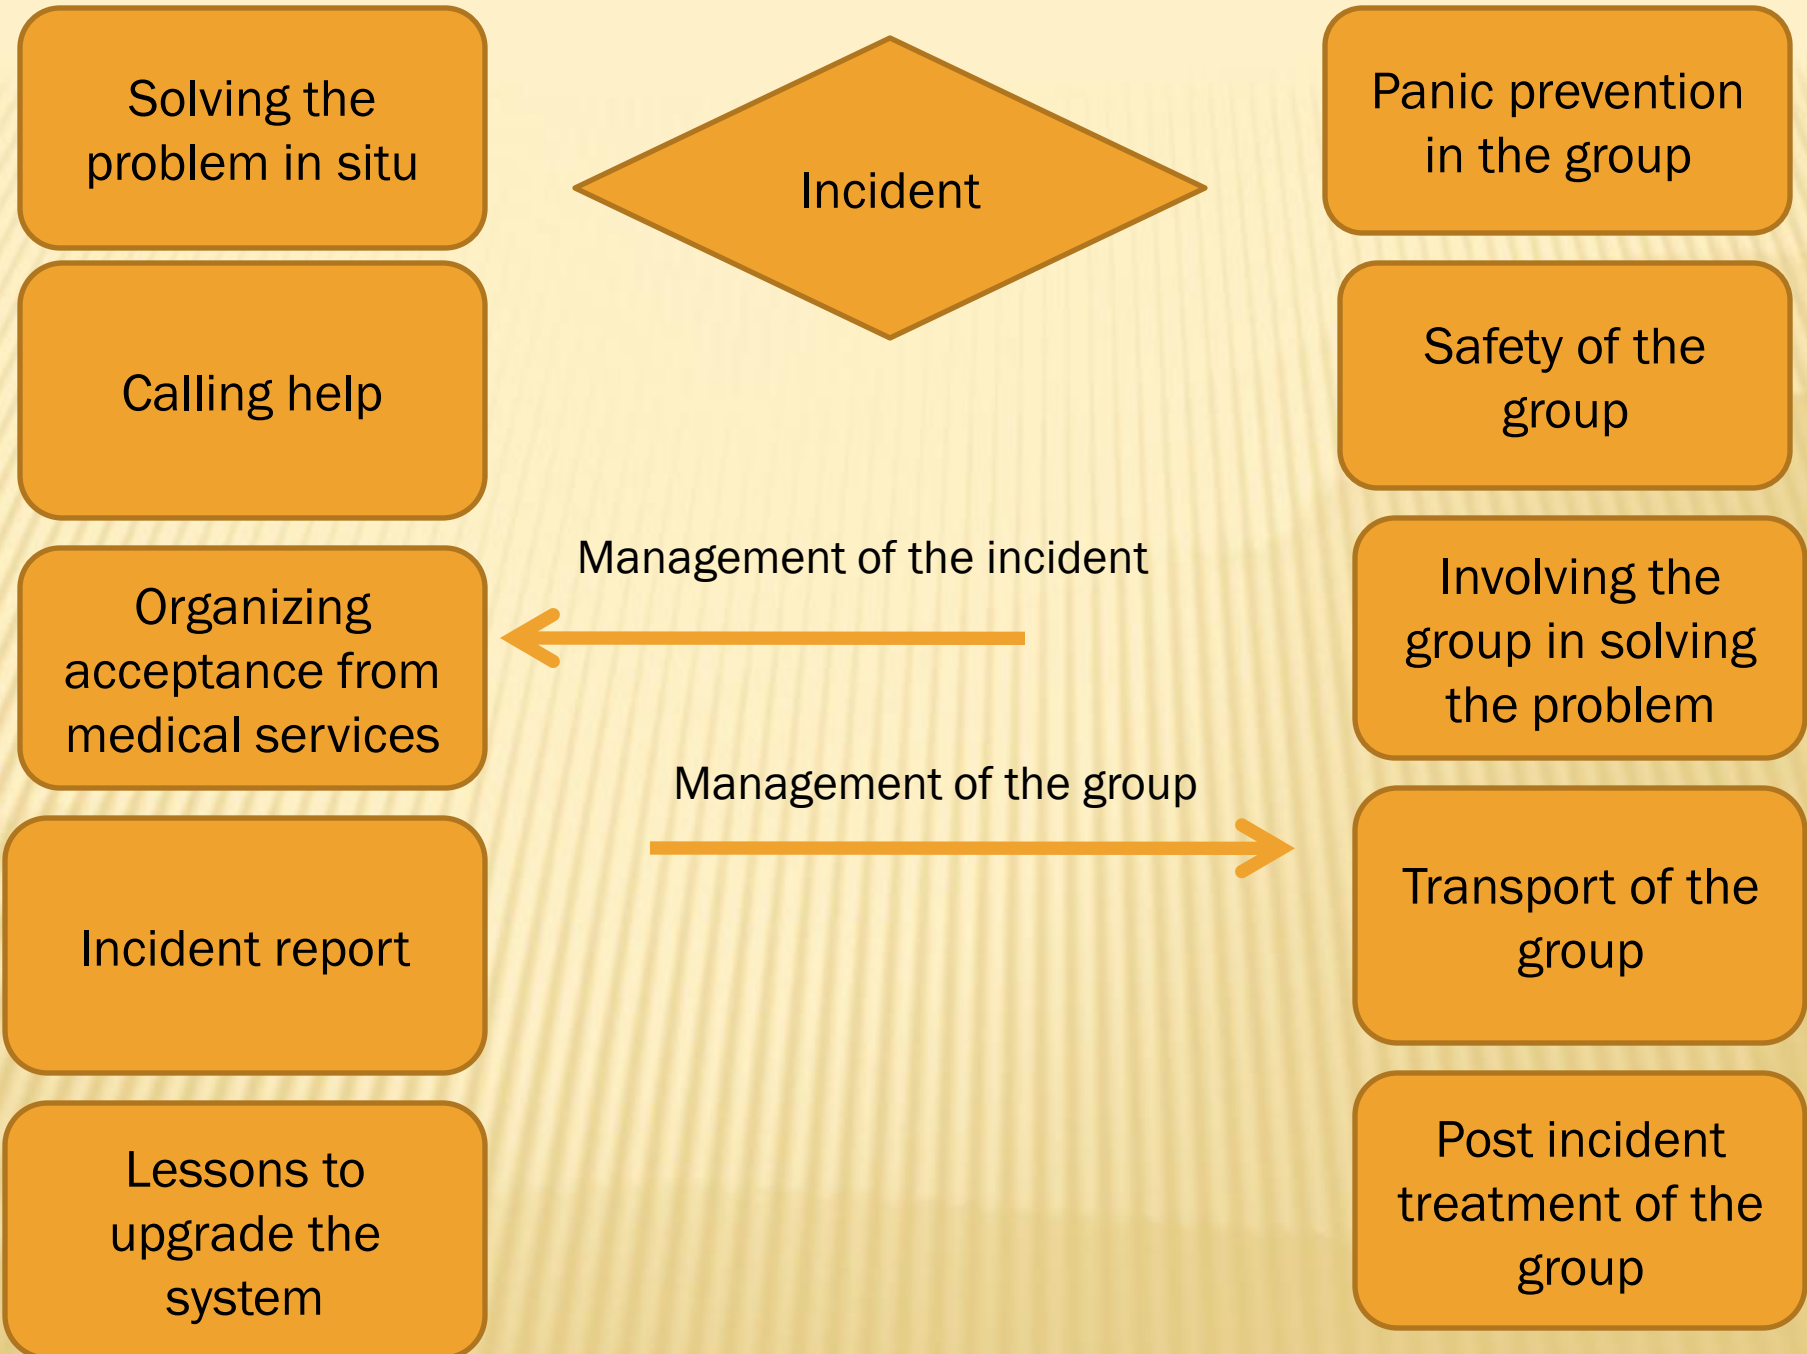 Solving the
problem in situ
Calling help
Organizing
acceptance from
medical services
Incident report
Lessons to
upgrade the
system
Incident
Management of the incident
Management of the group
Panic prevention
in the group
Safety of the
group
Involving the
group in solving
the problem
Transport of the
group
Post incident
treatment of the
group